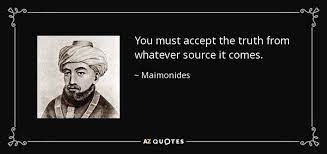 You must accept the truth from
whatever source it comes.
~ Maimonides
AZ QUOTES